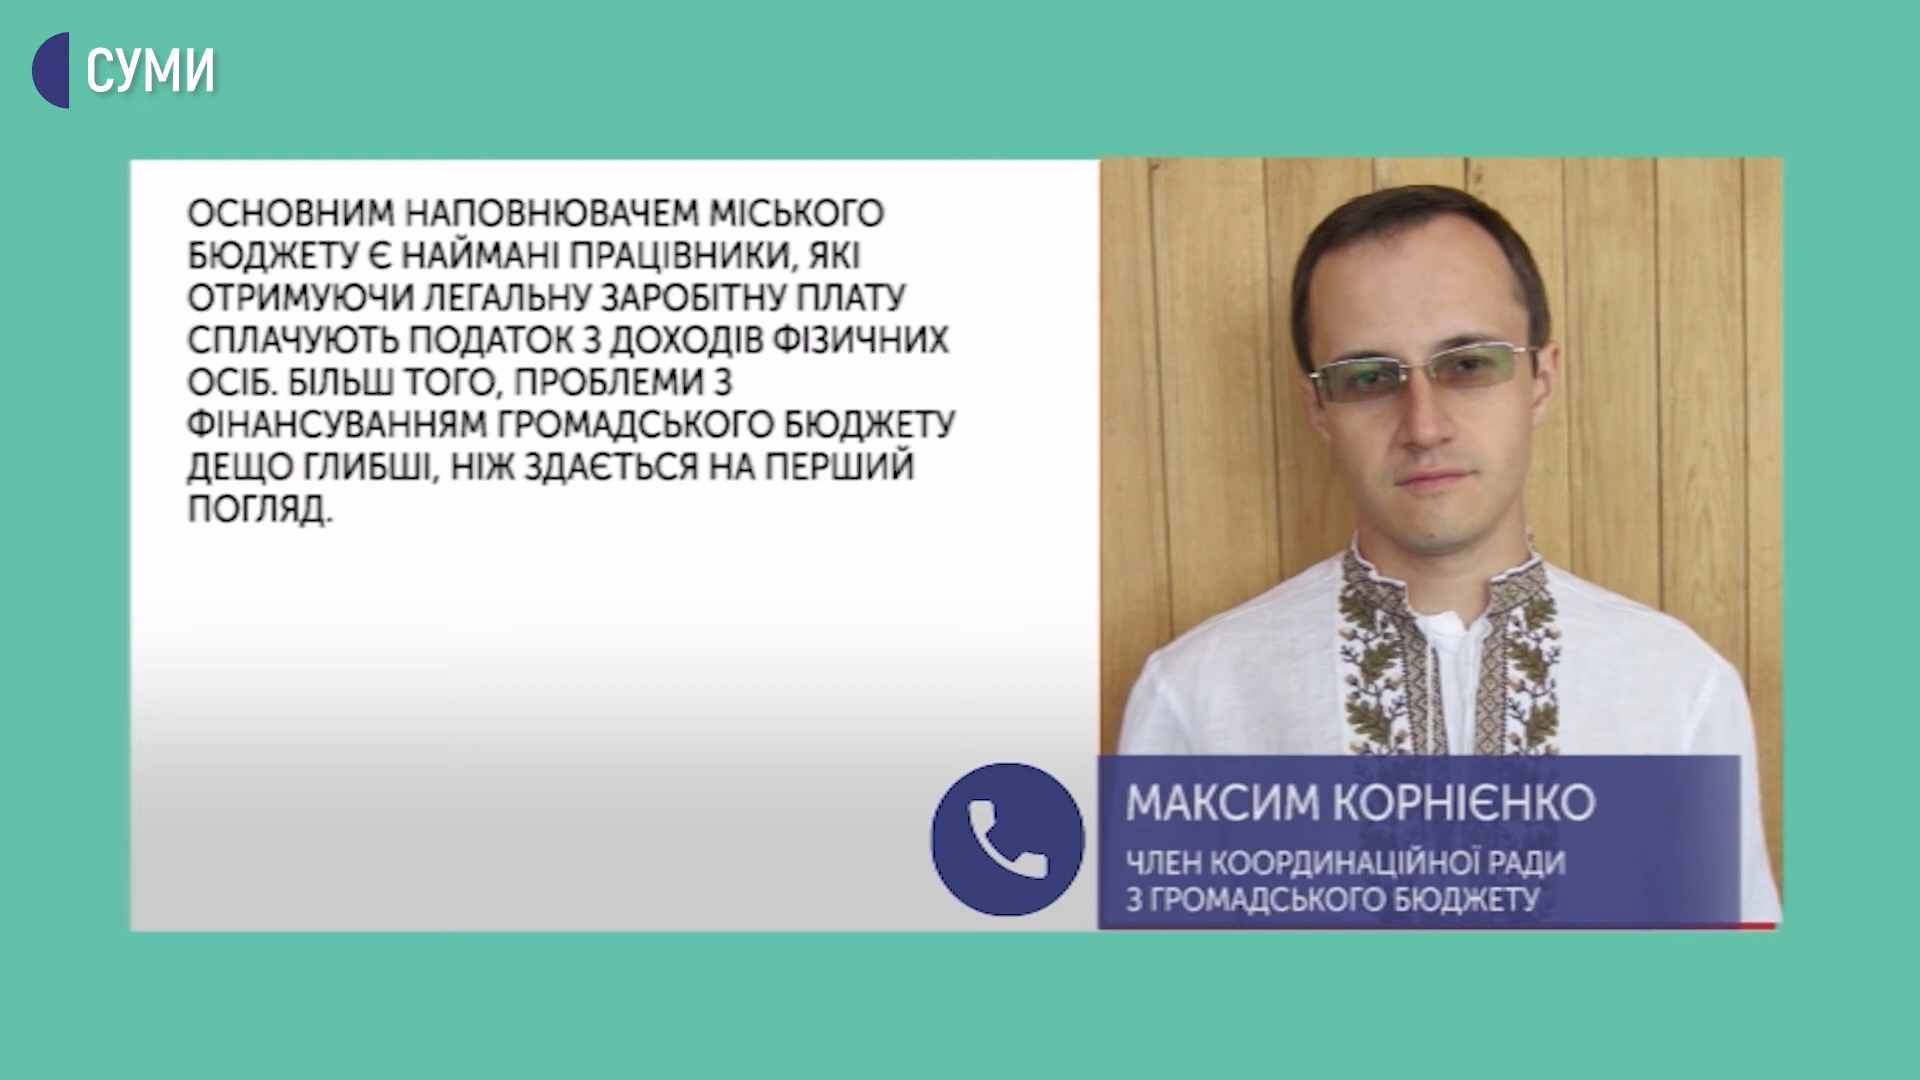 СУМИ
ОСНОВНИМ НАПОВНЮВАЧЕМ МІСЬКОГО
БЮДЖЕТУ Є НАЙМАНІ ПРАЦІВНИКИ, ЯКІ
ОТРИМУЮЧИ ЛЕГАЛЬНУ ЗАРОБІТНУ ПЛАТУ
СПЛАЧУЮТЬ ПОДАТОК З ДОХОДІВ ФІЗИЧНИХ
ОСІБ. БІЛЬШ ТОГО, ПРОБЛЕМИ З
ФІНАНСУВАННЯМ ГРОМАДСЬКОГО БЮДЖЕТУ
ДЕЩО ГЛИБШІ, НІЖ ЗДАЄТЬСЯ НА ПЕРШИЙ
ПОГЛЯД.
МАКСИМ КОРНІЄНКО
ЧЛЕН КООРДИНАЦІЙНОЇ РАДИ
З ГРОМАДСЬКОГО БЮДЖЕТУ